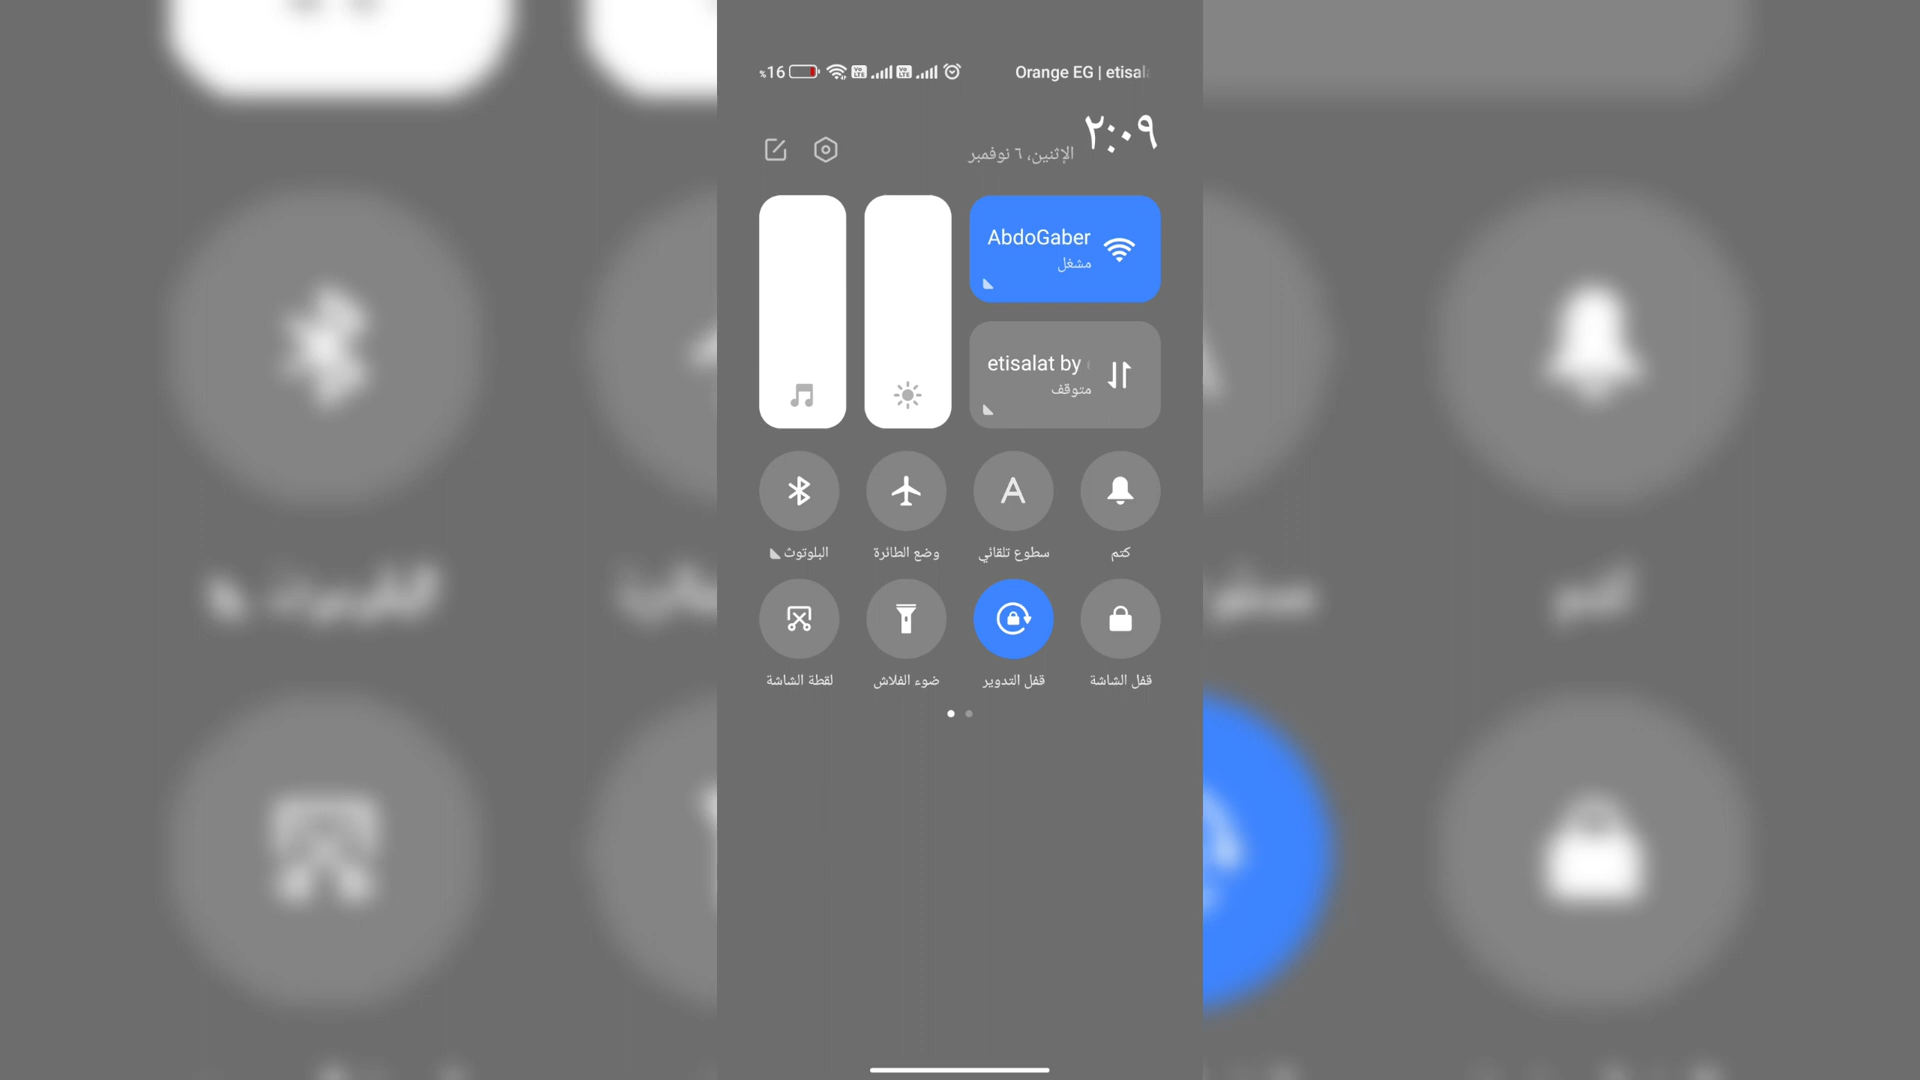 %16
Orange EG | etisal
٢:٠٩
الإثنين، ٦ نوفمبر
AbdoGaber
مشغل
etisalat by
متوقف
كتم
سطوع تلقائي
وضع الطائرة
البلوتوث
قفل الشاشة
قفل التدوير
ضوء الفلاش
لقطة الشاشة